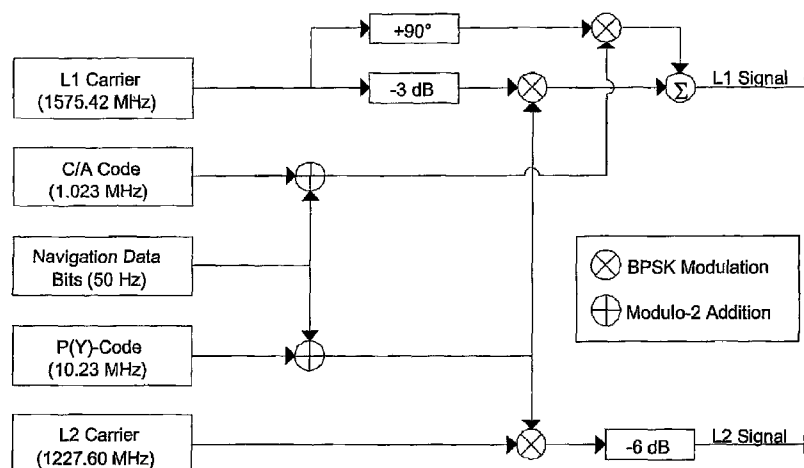 +90°
L1 Carrier
(1575.42 MHz)
-3 dB
Σ
L1 Signal
C/A Code
(1.023 MHz)
Navigation Data
Bits (50 Hz)
BPSK Modulation
Modulo-2 Addition
P(Y)-Code
(10.23 MHz)
L2 Carrier
(1227.60 MHz)
-6 dB
L2 Signal